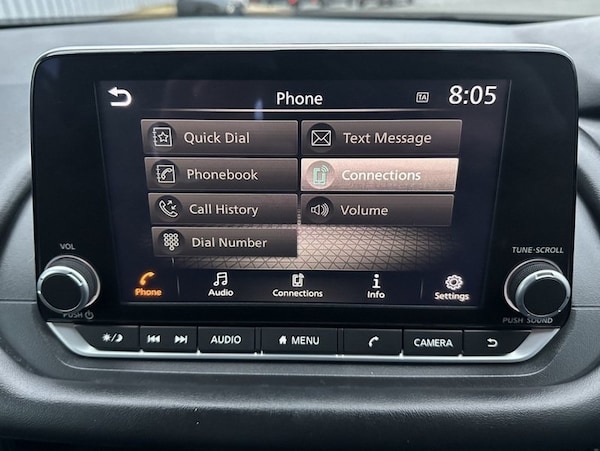 Phone TA 8:05
Quick Dial Text Message
Phonebook Connections
Call History Volume
Dial Number
VOL TUNE·SCROLL
Phone Audio Connections Info Settings
PUSH PUSH SOUND
AUDIO MENU CAMERA